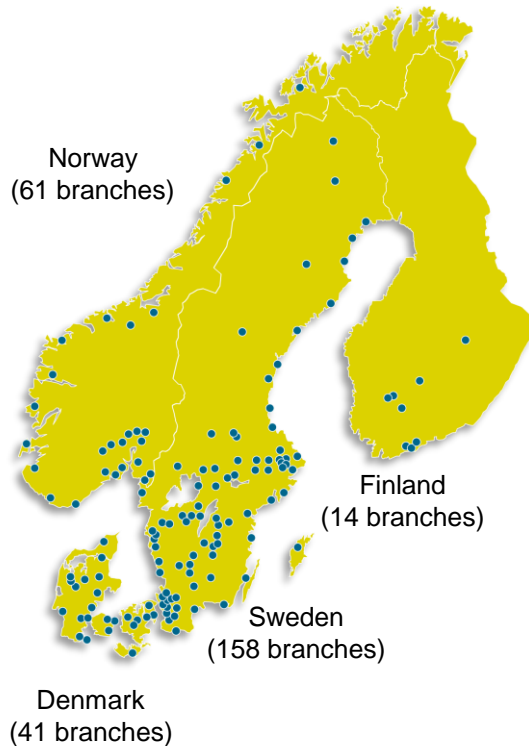 Norway
(61 branches)
Finland
(14 branches)
Sweden
(158 branches)
Denmark
(41 branches)